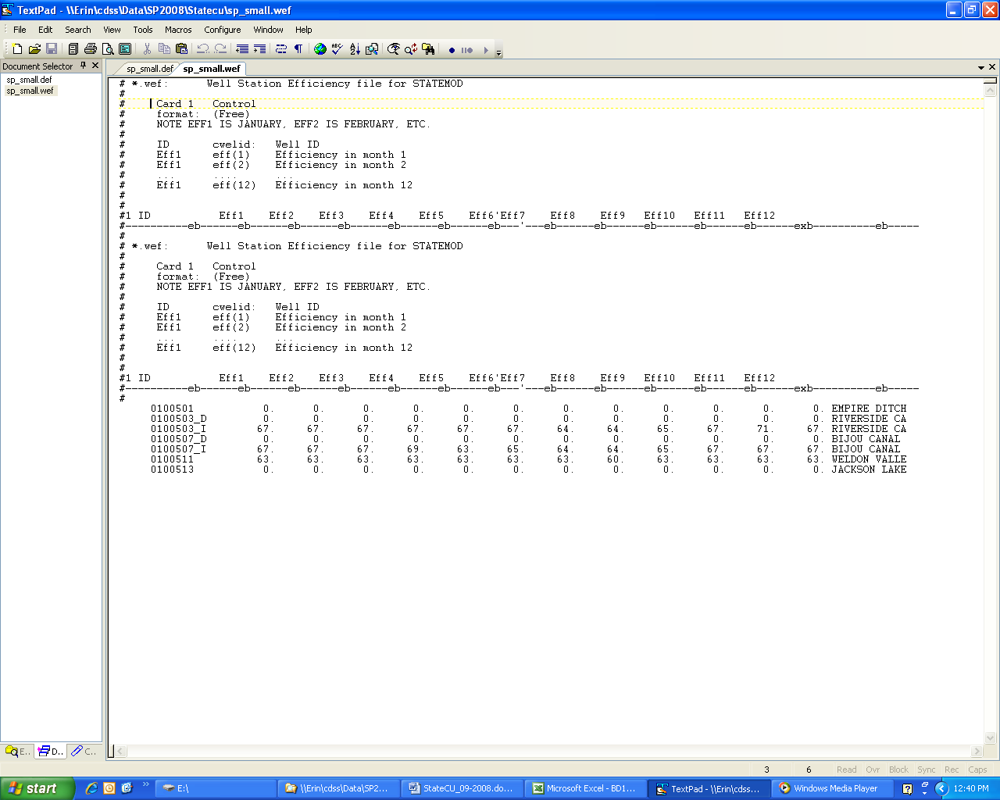 TextPad - \\Erin\cdss\Data\SP2008\Statecu\sp_small.wef
File Edit Search View Tools Macros Configure Window Help
Document Selector
sp_small.def
sp_small.wef
sp_small.def sp_small.wef
# *.wef: Well Station Efficiency file for STATEMOD
#
# Card 1 Control
# format: (Free)
# NOTE EFF1 IS JANUARY, EFF2 IS FEBRUARY, ETC.
#
# ID cwelid: Well ID
# Eff1 eff(1) Efficiency in month 1
# Eff1 eff(2) Efficiency in month 2
# ... .... ...
# Eff1 eff(12) Efficiency in month 12
#
#
#1 ID Eff1 Eff2 Eff3 Eff4 Eff5 Eff6'Eff7 Eff8 Eff9 Eff10 Eff11 Eff12
#----------eb------eb------eb------eb------eb------eb------eb---'---eb------eb------eb------eb------eb------exb----------eb-----
#
# *.wef: Well Station Efficiency file for STATEMOD
#
# Card 1 Control
# format: (Free)
# NOTE EFF1 IS JANUARY, EFF2 IS FEBRUARY, ETC.
#
# ID cwelid: Well ID
# Eff1 eff(1) Efficiency in month 1
# Eff1 eff(2) Efficiency in month 2
# ... .... ...
# Eff1 eff(12) Efficiency in month 12
#
#
#1 ID Eff1 Eff2 Eff3 Eff4 Eff5 Eff6'Eff7 Eff8 Eff9 Eff10 Eff11 Eff12
#----------eb------eb------eb------eb------eb------eb------eb---'---eb------eb------eb------eb------eb------exb----------eb-----
#
0100501 0. 0. 0. 0. 0. 0. 0. 0. 0. 0. 0. 0. EMPIRE DITCH
0100503_D 0. 0. 0. 0. 0. 0. 0. 0. 0. 0. 0. 0. RIVERSIDE CA
0100503_I 67. 67. 67. 67. 67. 67. 64. 64. 65. 67. 71. 67. RIVERSIDE CA
0100507_D 0. 0. 0. 0. 0. 0. 0. 0. 0. 0. 0. 0. BIJOU CANAL
0100507_I 67. 67. 67. 69. 63. 65. 64. 64. 65. 67. 67. 67. BIJOU CANAL
0100511 63. 63. 63. 63. 63. 63. 63. 60. 63. 63. 63. 63. WELDON VALLE
0100513 0. 0. 0. 0. 0. 0. 0. 0. 0. 0. 0. 0. JACKSON LAKE
E.. D.. C..
3 6 Read Ovr Block Sync Rec Caps
start E:\ \\Erin\cdss\Data\SP2... StateCU_09-2008.do... Microsoft Excel - BD1... TextPad - \\Erin\cdss... Windows Media Player 12:40 PM